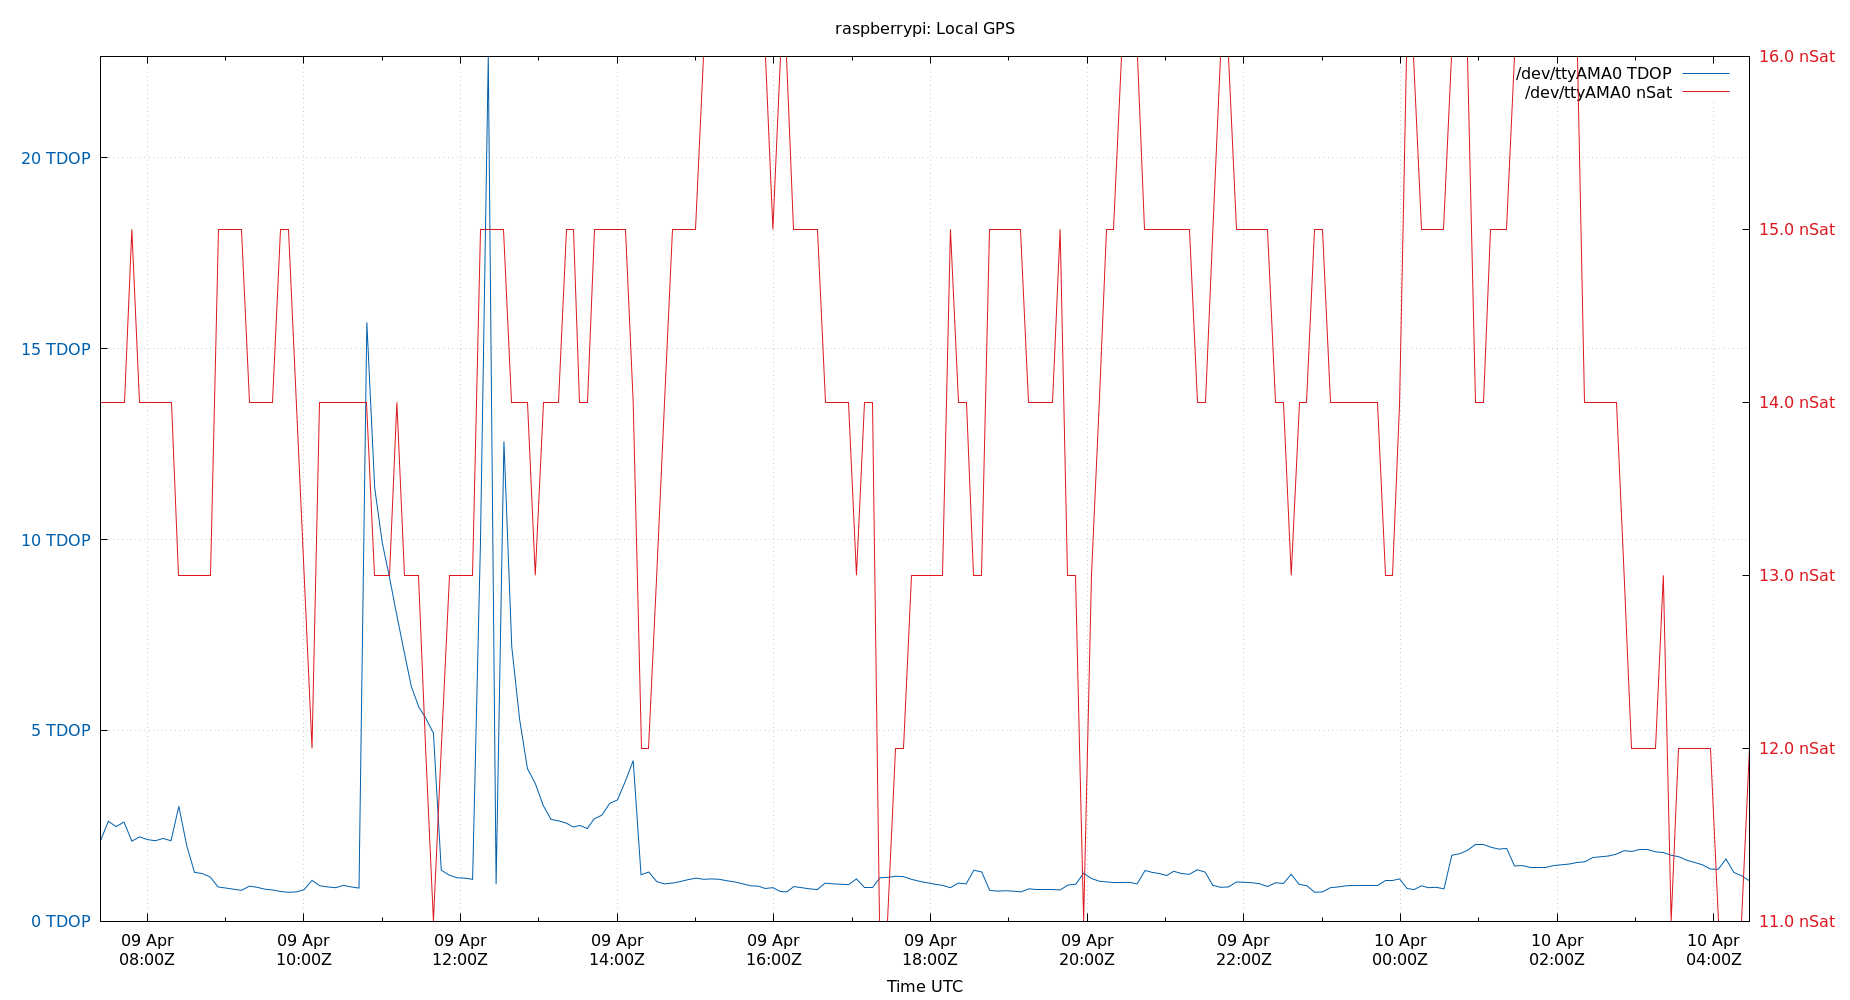 raspberrypi: Local GPS
/dev/ttyAMA0 TDOP
/dev/ttyAMA0 nSat
20 TDOP
15 TDOP
10 TDOP
5 TDOP
0 TDOP
16.0 nSat
15.0 nSat
14.0 nSat
13.0 nSat
12.0 nSat
11.0 nSat
09 Apr
08:00Z
09 Apr
10:00Z
09 Apr
12:00Z
09 Apr
14:00Z
09 Apr
16:00Z
09 Apr
18:00Z
09 Apr
20:00Z
09 Apr
22:00Z
10 Apr
00:00Z
10 Apr
02:00Z
10 Apr
04:00Z
Time UTC